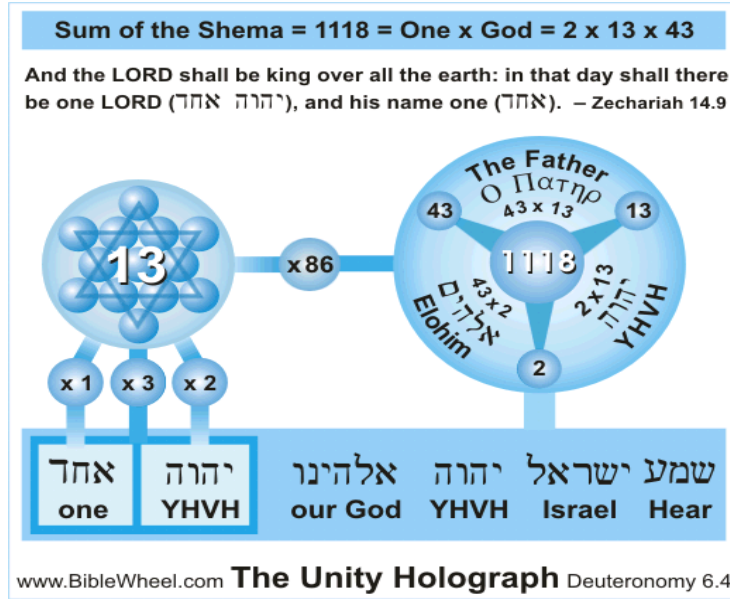 Sum of the Shema = 1118 = One x God = 2 x 13 x 43
And the LORD shall be king over all the earth: in that day shall there
be one LORD (יהוה אחד), and his name one (אחד). – Zechariah 14.9
The Father
Ο Πατηρ
43 x 13
43
13
13
x 86
1118
43 x 2
אלהים
Elohim
2 x 13
יהוה
YHVH
2
x 1
x 3
x 2
שמע ישראל יהוה אלהינו יהוה אחד
one YHVH our God YHVH Israel Hear
www.BibleWheel.com The Unity Holograph Deuteronomy 6.4